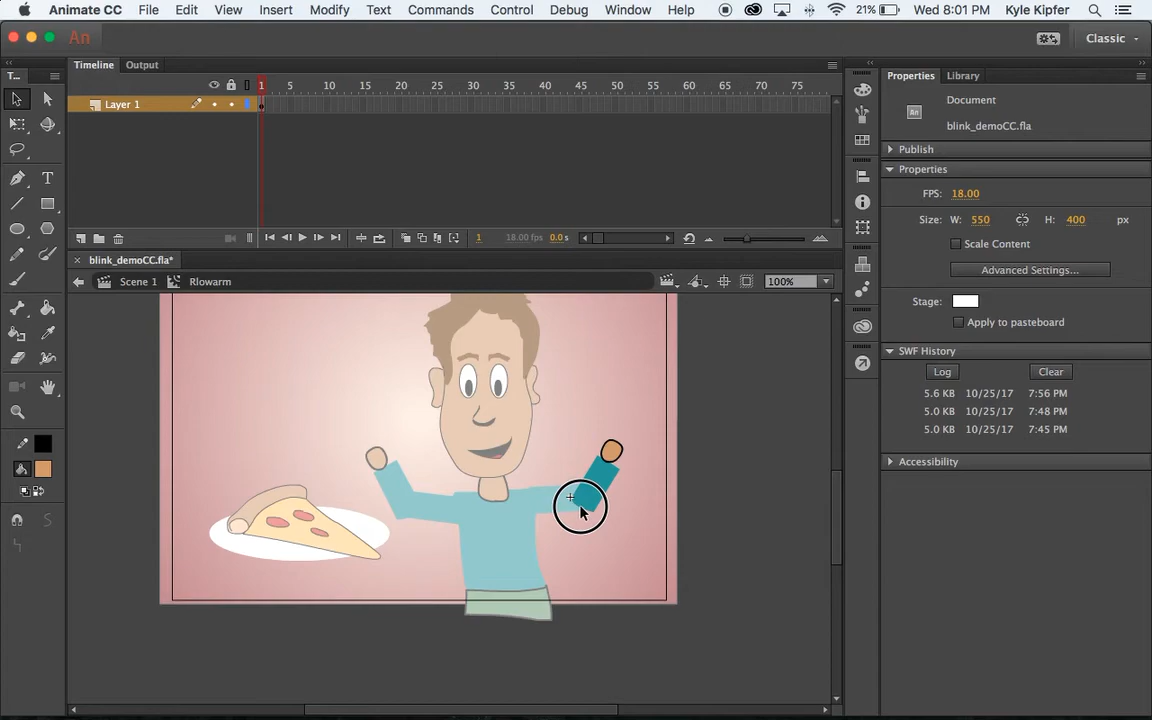 Animate CC File Edit View Insert Modify Text Commands Control Debug Window Help 21% Wed 8:01 PM Kyle Kipfer
An Classic
T... Timeline Output Properties Library
1 5 10 15 20 25 30 35 40 45 50 55 60 65 70 75
Layer 1
Document
An
blink_demoCC.fla
Publish
Properties
FPS: 18.00
Size: W: 550 H: 400 px
1 18.00 fps 0.0s
Scale Content
blink_demoCC.fla*
Advanced Settings...
Scene 1 Rlowarm 100%
Stage:
Apply to pasteboard
SWF History
Log Clear
5.6 KB 10/25/17 7:56 PM
5.0 KB 10/25/17 7:48 PM
5.0 KB 10/25/17 7:45 PM
Accessibility